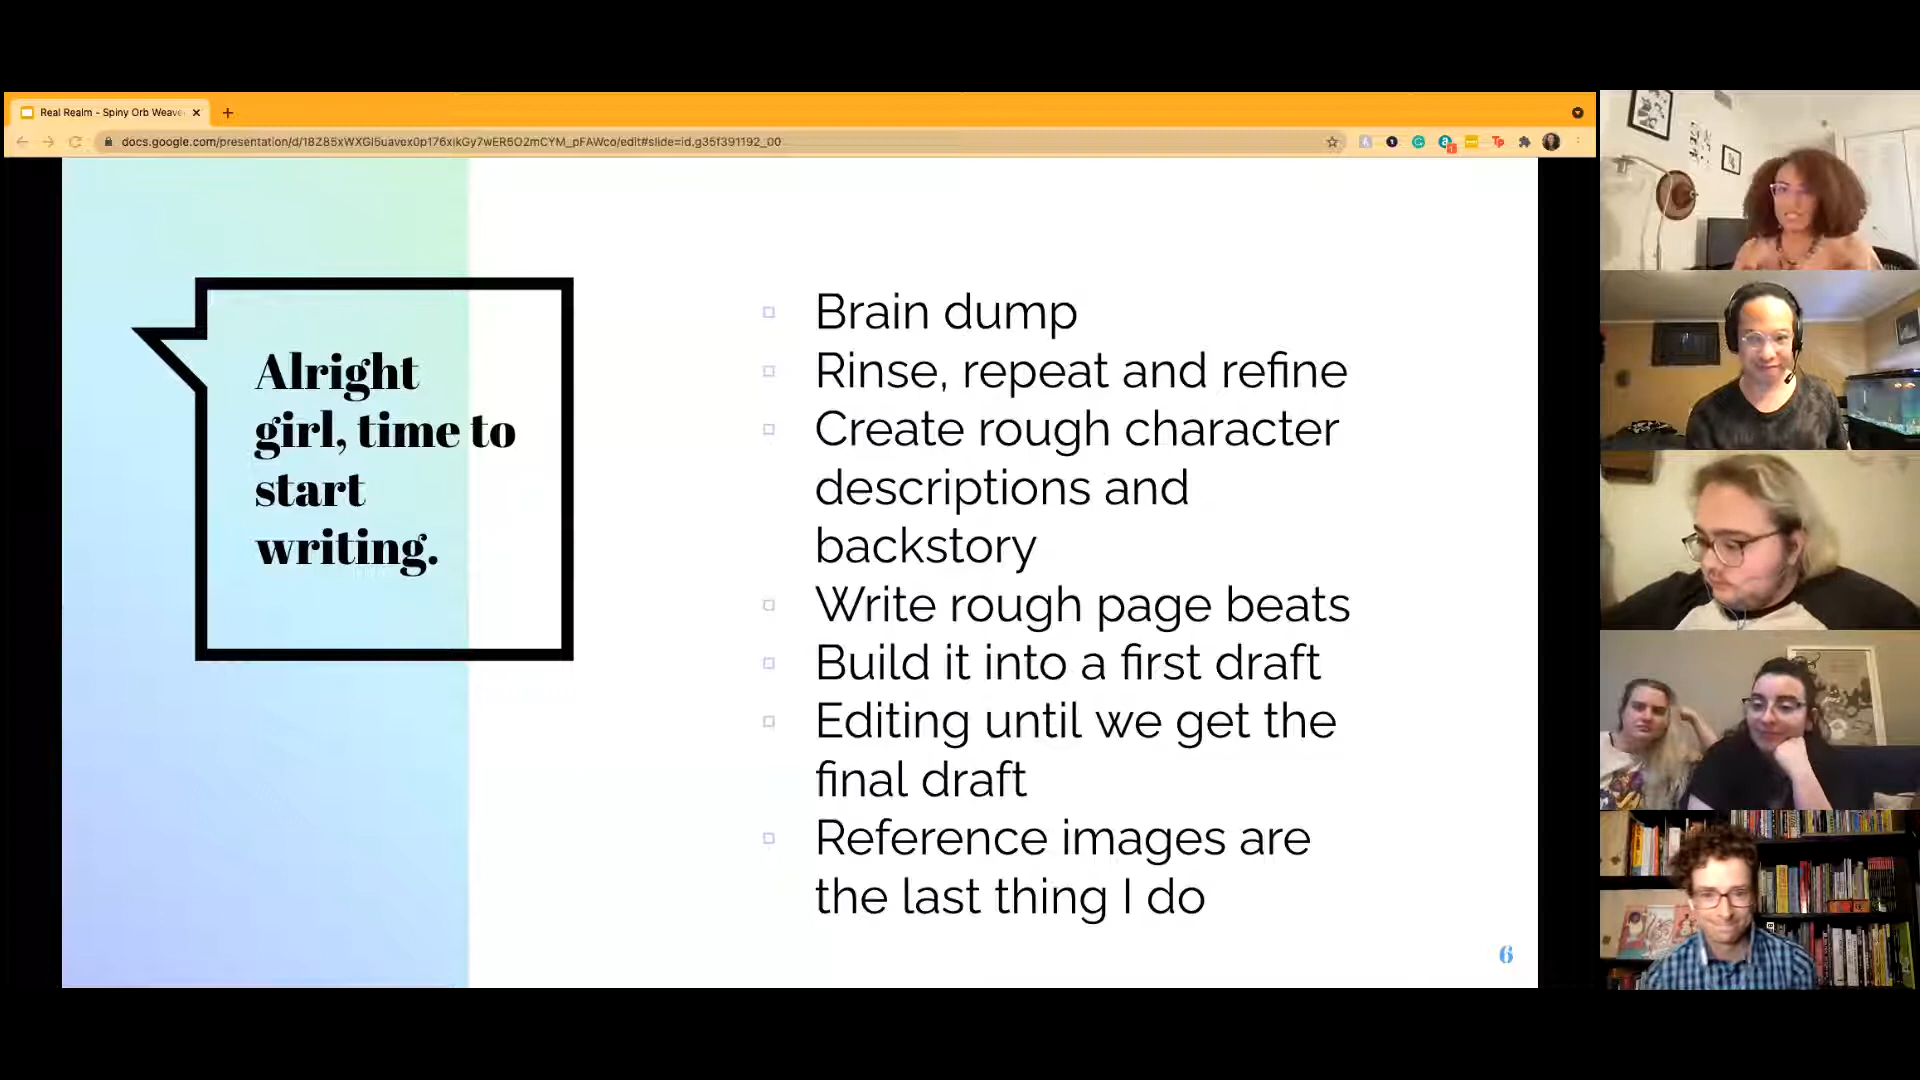 Real Realm - Spiny Orb Weave
docs.google.com/presentation/d/18Z85xWXGl5uavex0p176xikGy7wER5O2mCYM_pFAWco/edit#slide=id.g35f391192_00
Alright
girl, time to
start
writing.
Brain dump
Rinse, repeat and refine
Create rough character
descriptions and
backstory
Write rough page beats
Build it into a first draft
Editing until we get the
final draft
Reference images are
the last thing I do
6